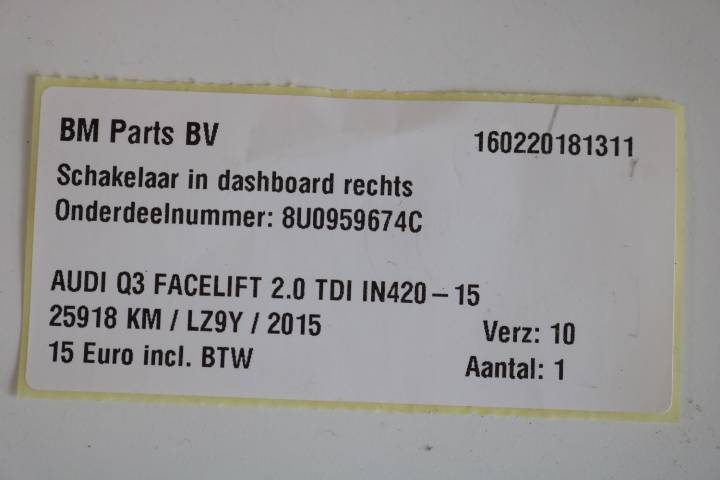 BM Parts BV 160220181311
Schakelaar in dashboard rechts
Onderdeelnummer: 8U0959674C
AUDI Q3 FACELIFT 2.0 TDI IN420 – 15
25918 KM / LZ9Y / 2015 Verz: 10
15 Euro incl. BTW Aantal: 1